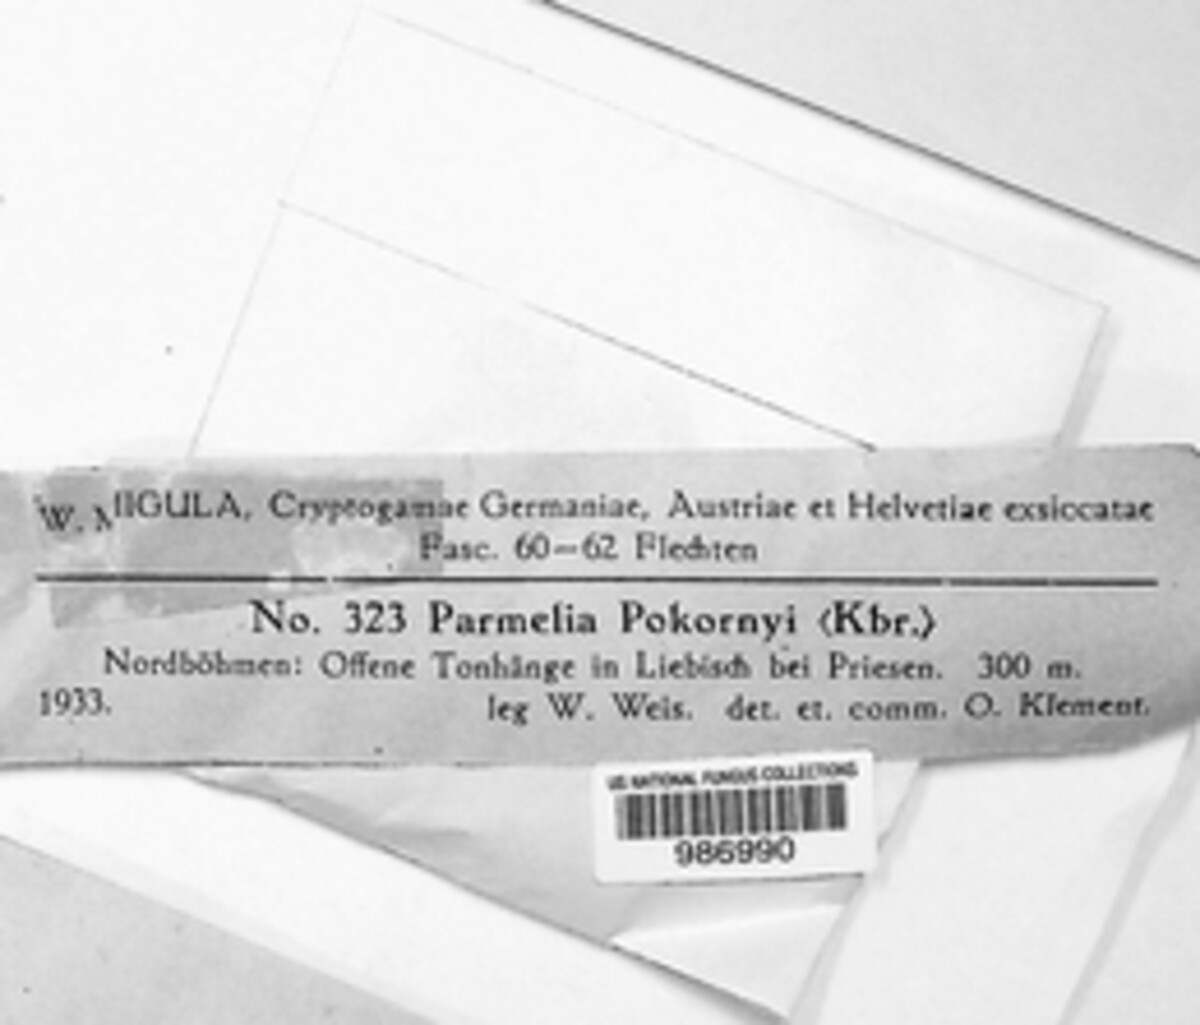 W. MIGULA, Cryptogamae Germaniae, Austriae et Helvetiae exsiccatae
Fasc. 60–62 Flechten
No. 323 Parmelia Pokornyi (Kbr.)
Nordböhmen: Offene Tonhänge in Liebisch bei Priesen. 300 m.
1933. leg W. Weis. det. et. comm. O. Klement.
US NATIONAL FUNGUS COLLECTIONS
986990